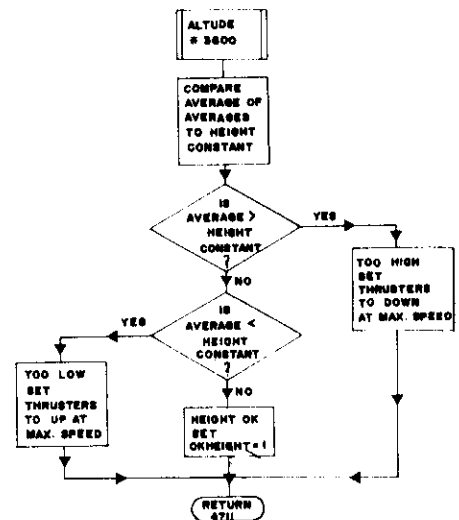 ALTUDE
# 3600
COMPARE
AVERAGE OF
AVERAGES
TO HEIGHT
CONSTANT
IS
AVERAGE >
HEIGHT
CONSTANT
?
YES
NO
TOO HIGH
SET
THRUSTERS
TO DOWN
AT MAX. SPEED
IS
AVERAGE <
HEIGHT
CONSTANT
?
YES
NO
TOO LOW
SET
THRUSTERS
TO UP AT
MAX. SPEED
HEIGHT OK
SET
OKHEIGHT = 1
RETURN
4711